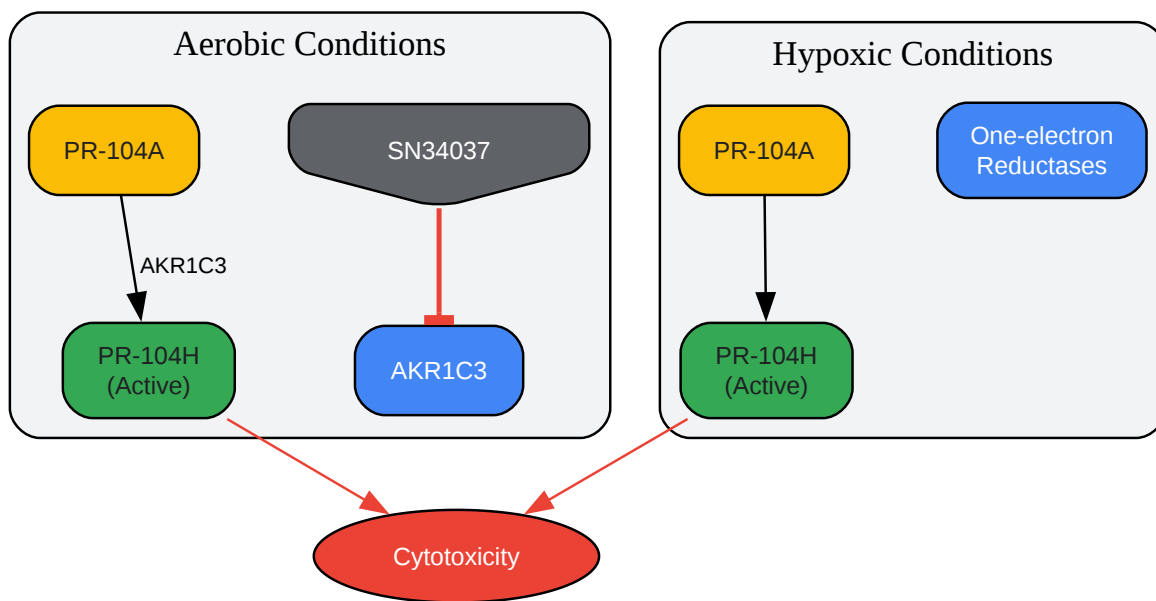 Aerobic Conditions
PR-104A
SN34037
AKR1C3
PR-104H
(Active)
AKR1C3
Hypoxic Conditions
PR-104A
One-electron
Reductases
PR-104H
(Active)
Cytotoxicity